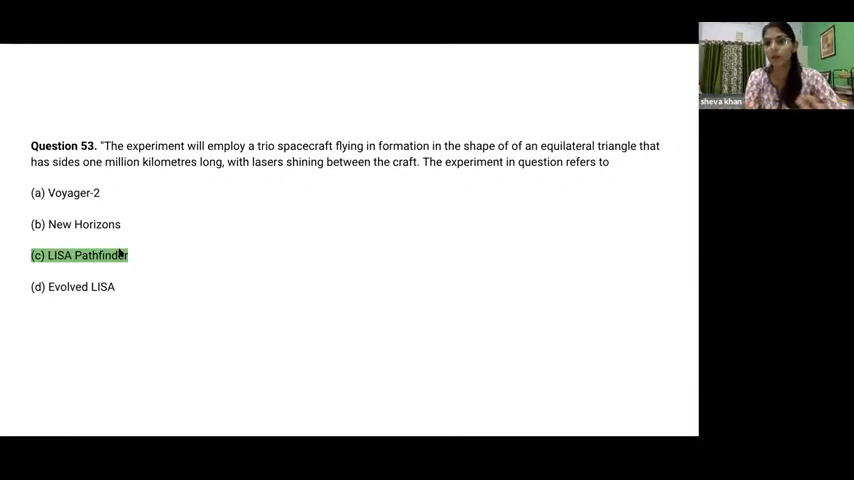 Question 53. "The experiment will employ a trio spacecraft flying in formation in the shape of of an equilateral triangle that
has sides one million kilometres long, with lasers shining between the craft. The experiment in question refers to
(a) Voyager-2
(b) New Horizons
(c) LISA Pathfinder
(d) Evolved LISA
sheva khan